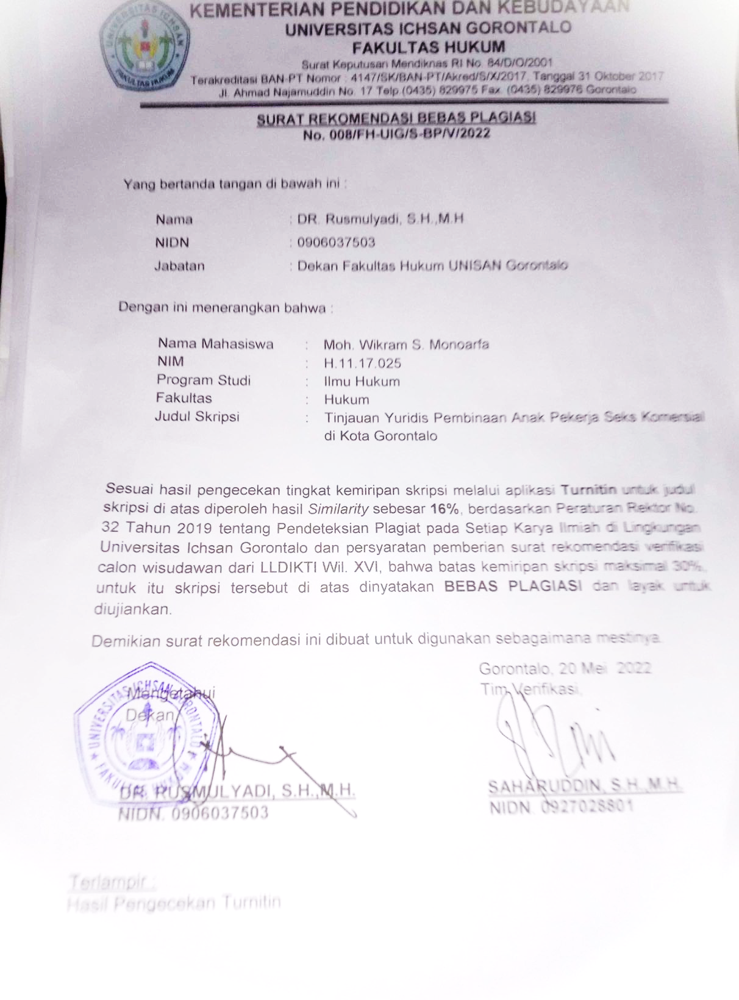 KEMENTERIAN PENDIDIKAN DAN KEBUDAYAAN
UNIVERSITAS ICHSAN GORONTALO
FAKULTAS HUKUM
Surat Keputusan Mendiknas RI No. 84/D/O/2001
Terakreditasi BAN-PT Nomor : 4147/SK/BAN-PT/Akred/S/X/2017, Tanggal 31 Oktober 2017
Jl. Ahmad Najamuddin No. 17 Telp.(0435) 829975 Fax. (0435) 829976 Gorontalo
UNIVERSITAS ICHSAN
FAKULTAS HUKUM
SURAT REKOMENDASI BEBAS PLAGIASI
No. 008/FH-UIG/S-BP/V/2022
Yang bertanda tangan di bawah ini :
Nama : DR. Rusmulyadi, S.H.,M.H
NIDN : 0906037503
Jabatan : Dekan Fakultas Hukum UNISAN Gorontalo
Dengan ini menerangkan bahwa :
Nama Mahasiswa : Moh. Wikram S. Monoarfa
NIM : H.11.17.025
Program Studi : Ilmu Hukum
Fakultas : Hukum
Judul Skripsi : Tinjauan Yuridis Pembinaan Anak Pekerja Seks Komersial
di Kota Gorontalo
Sesuai hasil pengecekan tingkat kemiripan skripsi melalui aplikasi Turnitin untuk judul
skripsi di atas diperoleh hasil Similarity sebesar 16%, berdasarkan Peraturan Rektor No.
32 Tahun 2019 tentang Pendeteksian Plagiat pada Setiap Karya Ilmiah di Lingkungan
Universitas Ichsan Gorontalo dan persyaratan pemberian surat rekomendasi verifikasi
calon wisudawan dari LLDIKTI Wil. XVI, bahwa batas kemiripan skripsi maksimal 30%,
untuk itu skripsi tersebut di atas dinyatakan BEBAS PLAGIASI dan layak untuk
diujiankan.
Demikian surat rekomendasi ini dibuat untuk digunakan sebagaimana mestinya.
Gorontalo, 20 Mei 2022
Tim Verifikasi,
Mengetahui
Dekan
UNIVERSITAS ICHSAN GORONTALO
FAKULTAS HUKUM
DR. RUSMULYADI, S.H.,M.H.
NIDN. 0906037503
SAHARUDDIN, S.H.,M.H.
NIDN. 0927028801
Terlampir :
Hasil Pengecekan Turnitin